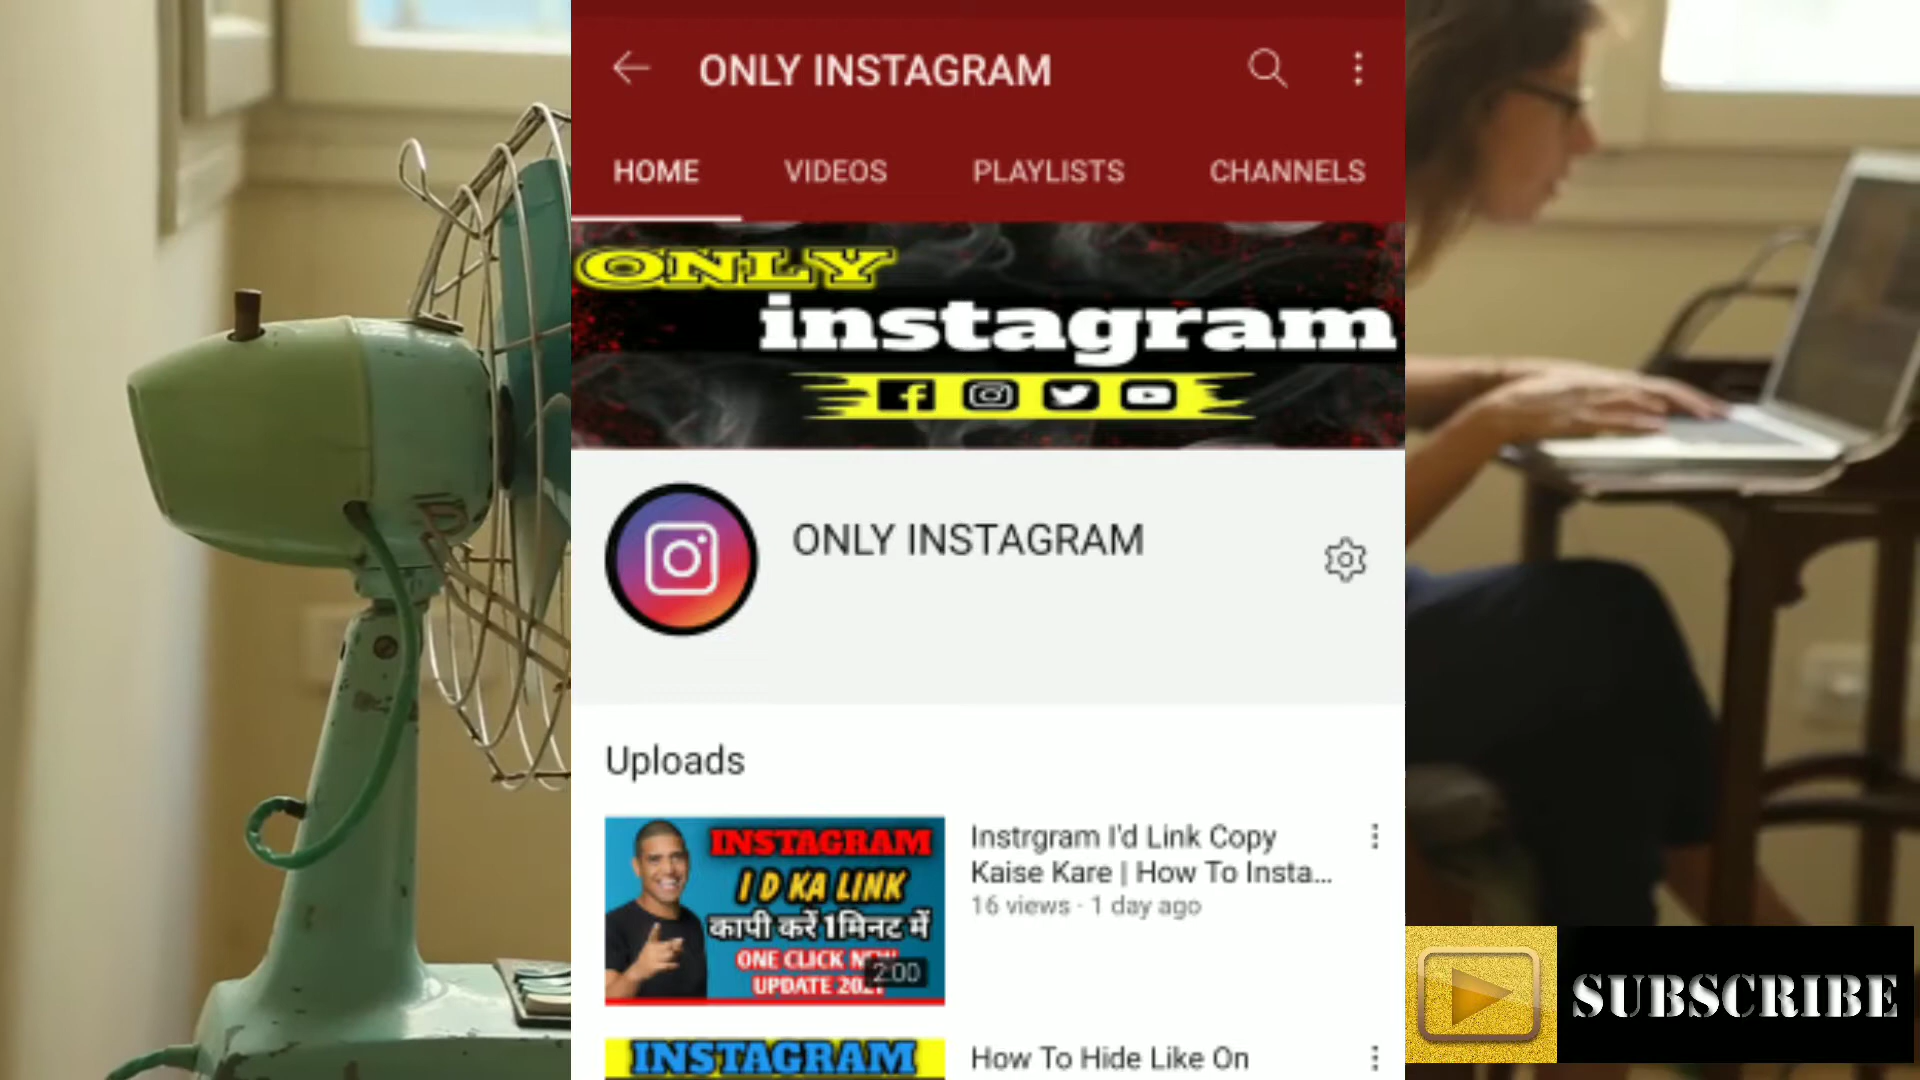 ONLY INSTAGRAM
HOME VIDEOS PLAYLISTS CHANNELS
ONLY
instagram
ONLY INSTAGRAM
Uploads
INSTAGRAM
I D KA LINK
कापी करें 1मिनट में
ONE CLICK
UPDATE
2:00
Instrgram I'd Link Copy
Kaise Kare | How To Insta...
16 views · 1 day ago
INSTAGRAM
How To Hide Like On
SUBSCRIBE